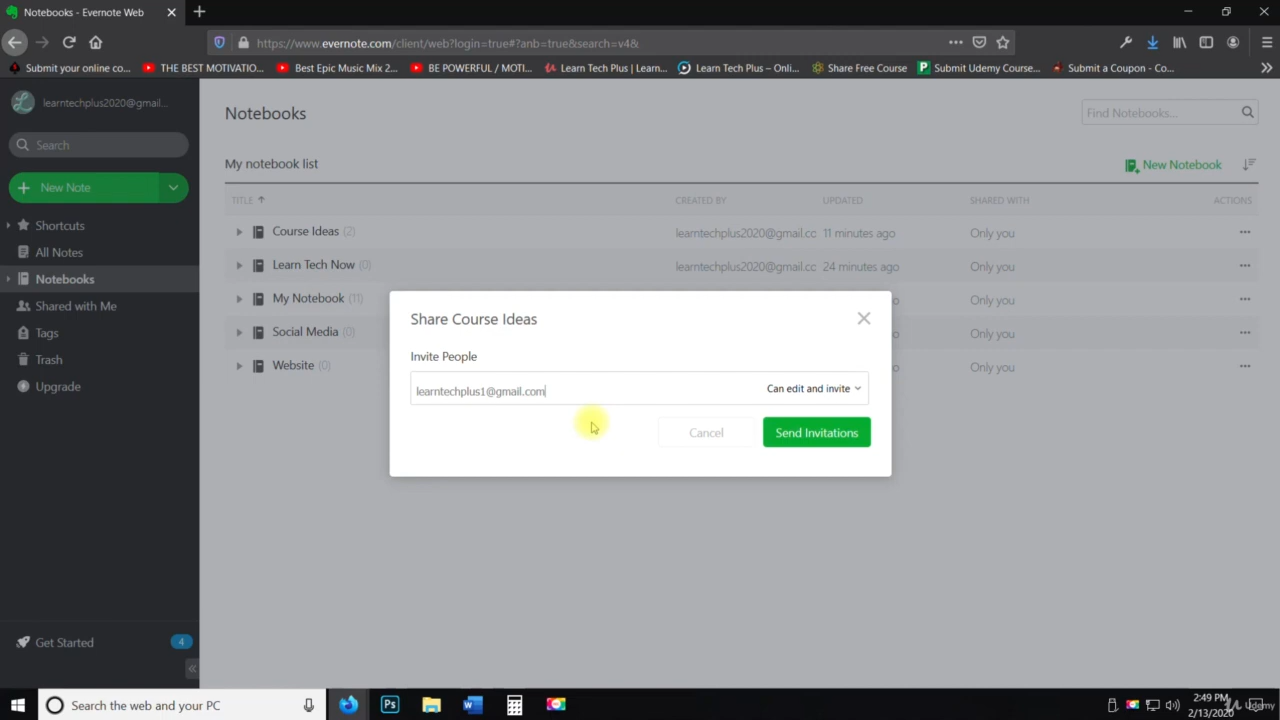 Notebooks - Evernote Web
https://www.evernote.com/client/web?login=true#?anb=true&search=v4&
Submit your online co... THE BEST MOTIVATIO... Best Epic Music Mix 2... BE POWERFUL / MOTI... Learn Tech Plus | Learn... Learn Tech Plus – Onli... Share Free Course Submit Udemy Course... Submit a Coupon - Co...
learntechplus2020@gmail...
Search
New Note
Shortcuts
All Notes
Notebooks
Shared with Me
Tags
Trash
Upgrade
Get Started 4
Notebooks
Find Notebooks...
My notebook list
New Notebook
TITLE CREATED BY UPDATED SHARED WITH ACTIONS
Course Ideas (2) learntechplus2020@gmail.cc 11 minutes ago Only you
Learn Tech Now (0) learntechplus2020@gmail.cc 24 minutes ago Only you
My Notebook (11) Only you
Social Media (0) Only you
Website (0) Only you
Share Course Ideas
Invite People
learntechplus1@gmail.com Can edit and invite
Cancel Send Invitations
Search the web and your PC
Ps
2:49 PM
2/13/2020
Udemy